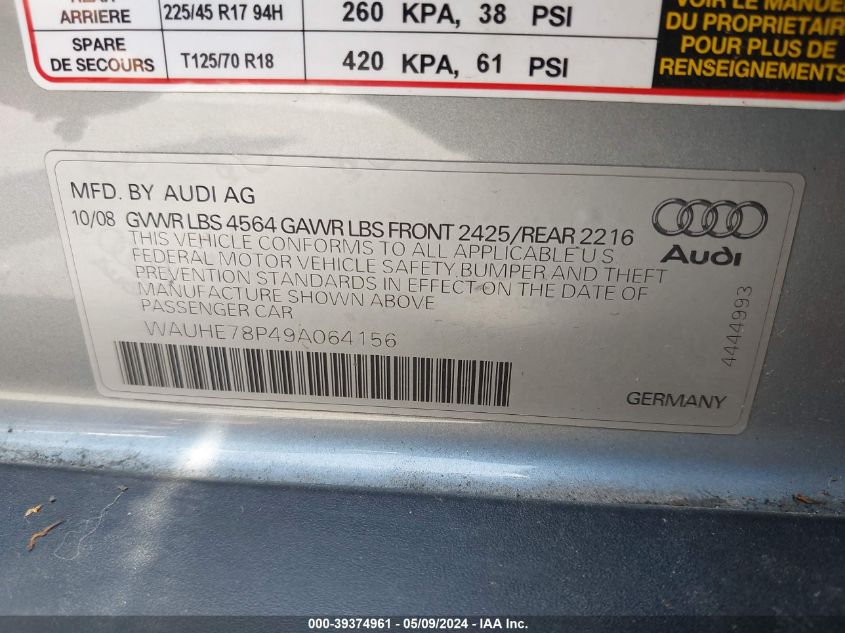 ARRIERE 225/45 R17 94H 260 KPA, 38 PSI
SPARE
DE SECOURS T125/70 R18 420 KPA, 61 PSI
VOIR LE MANUEL
DU PROPRIETAIR
POUR PLUS DE
RENSEIGNEMENTS
MFD. BY AUDI AG
10/08 GVWR LBS 4564 GAWR LBS FRONT 2425/REAR 2216
THIS VEHICLE CONFORMS TO ALL APPLICABLE U S
FEDERAL MOTOR VEHICLE SAFETY, BUMPER AND THEFT
PREVENTION STANDARDS IN EFFECT ON THE DATE OF
MANUFACTURE SHOWN ABOVE
PASSENGER CAR
WAUHE78P49A064156
Audi
4444993
GERMANY
000-39374961 - 05/09/2024 - IAA Inc.